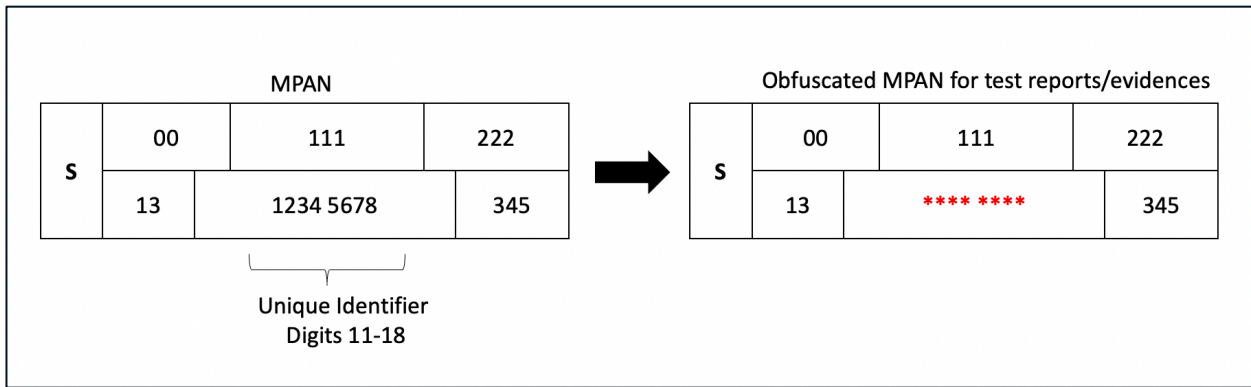 MPAN
S
00
111
222
13
1234 5678
345
Unique Identifier
Digits 11-18
Obfuscated MPAN for test reports/evidences
S
00
111
222
13
**** ****
345